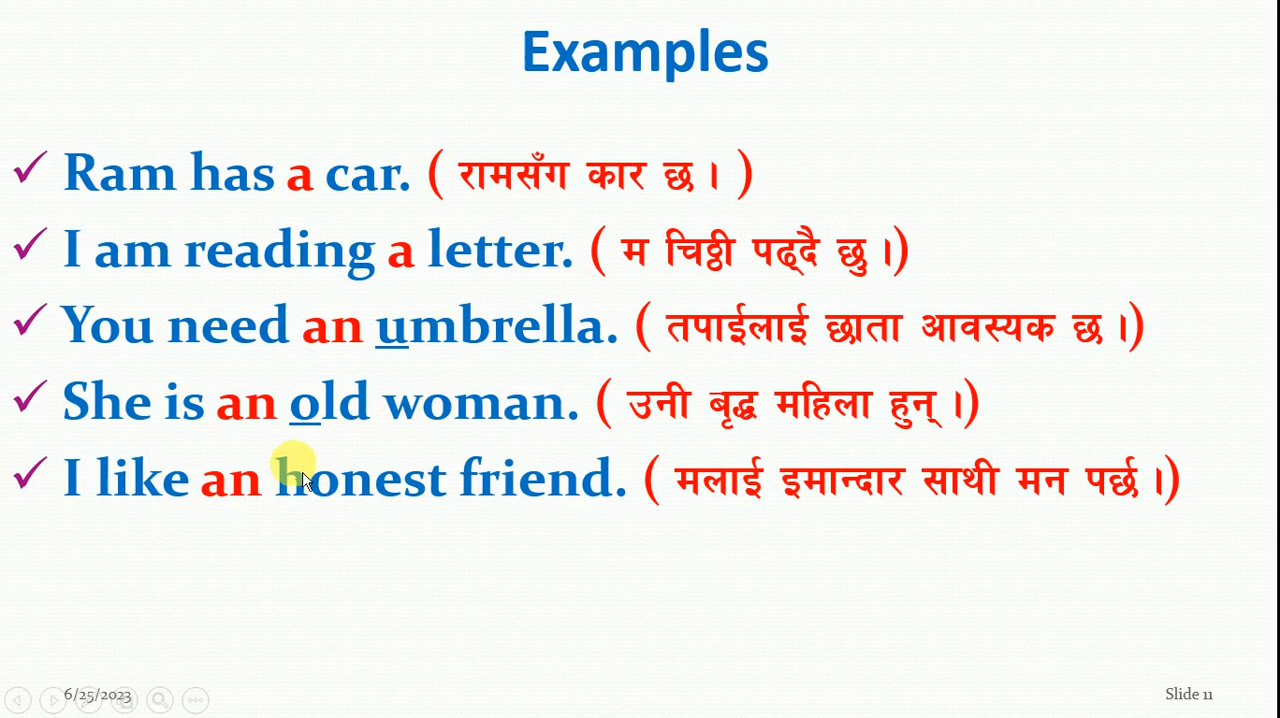 Examples
✓ Ram has a car. ( रामसँग कार छ । )
✓ I am reading a letter. ( म चिठ्ठी पढ्दै छु ।)
✓ You need an umbrella. ( तपाईलाई छाता आवस्यक छ ।)
✓ She is an old woman. ( उनी बृद्ध महिला हुन् ।)
✓ I like an honest friend. ( मलाई इमान्दार साथी मन पर्छ ।)
6/25/2023
Slide 11